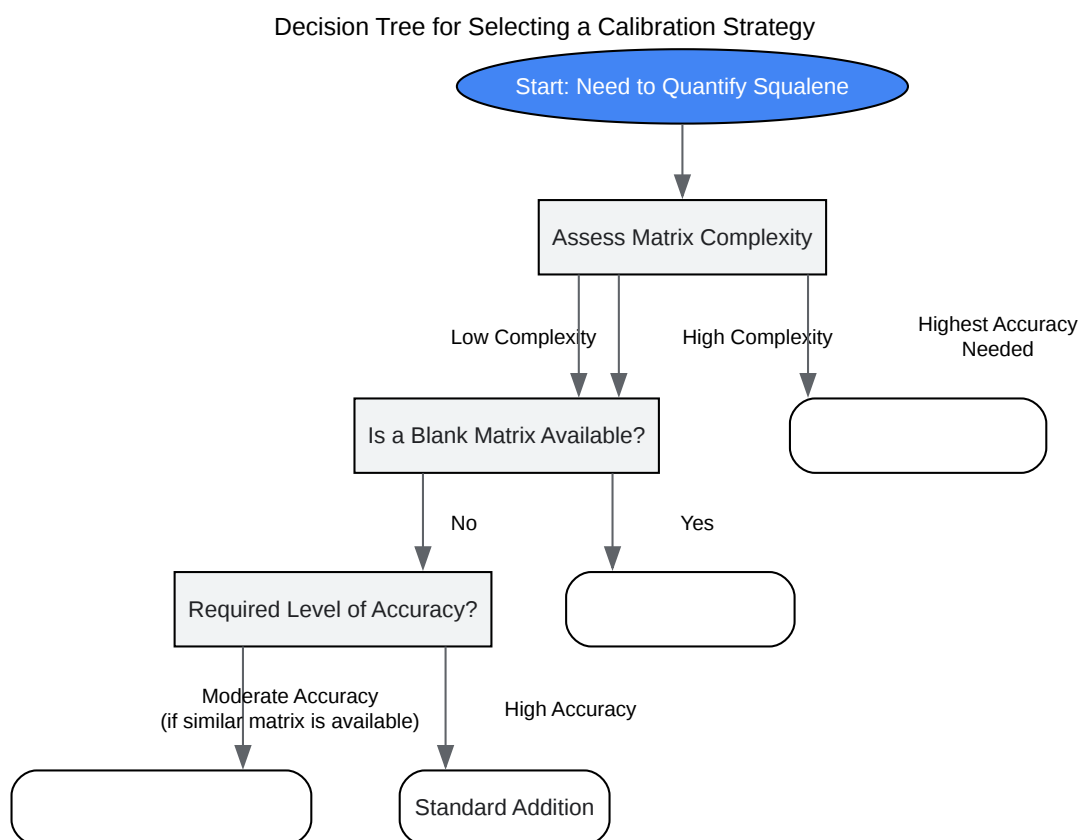 Decision Tree for Selecting a Calibration Strategy
Start: Need to Quantify Squalene
Assess Matrix Complexity
Low Complexity
High Complexity
Highest Accuracy
Needed
Is a Blank Matrix Available?
No
Yes
Required Level of Accuracy?
Moderate Accuracy
(if similar matrix is available)
High Accuracy
Standard Addition